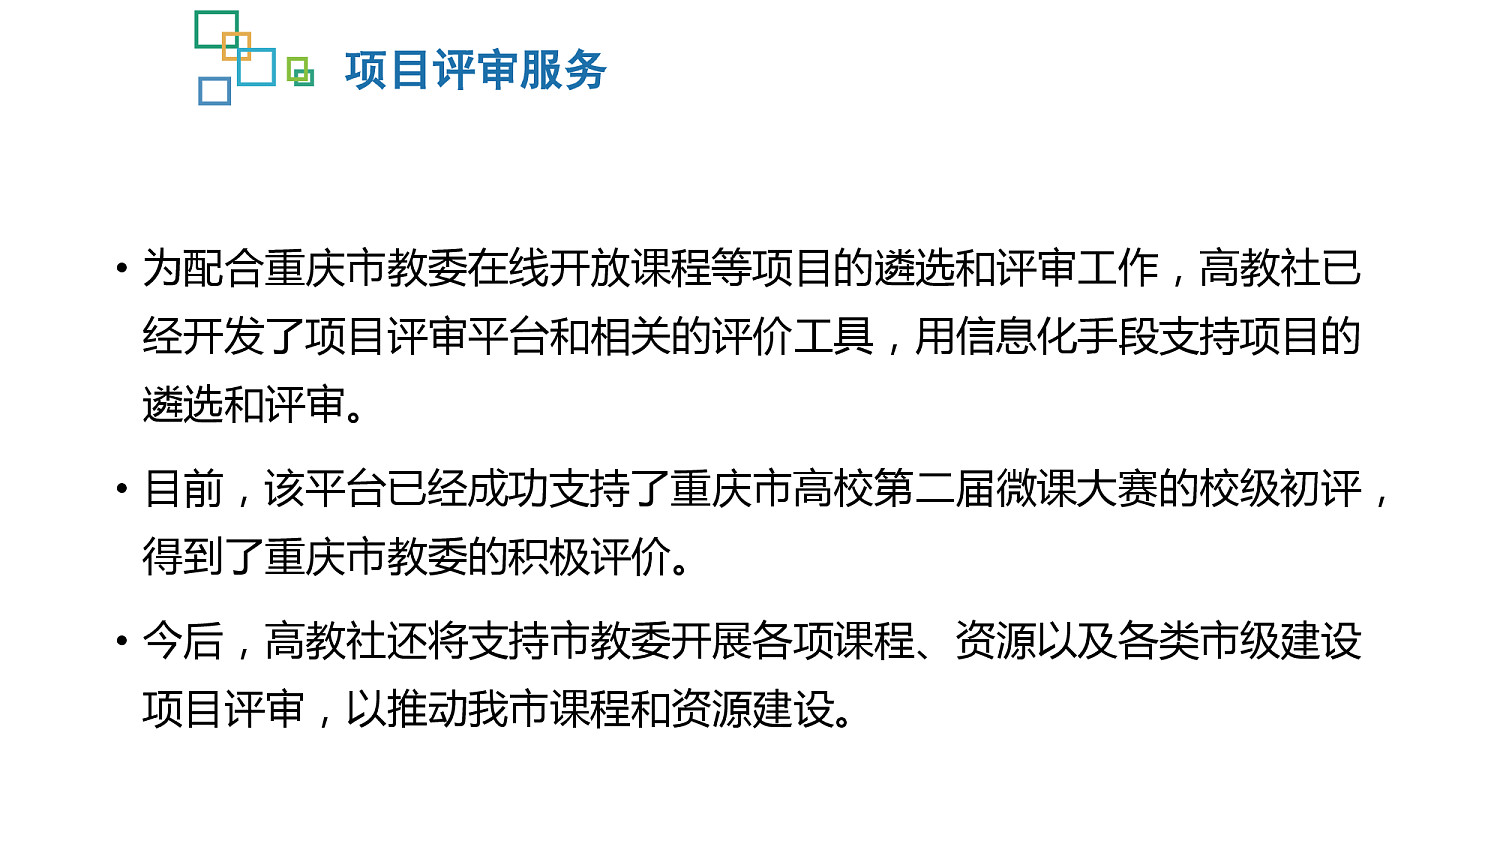 项目评审服务
• 为配合重庆市教委在线开放课程等项目的遴选和评审工作，高教社已
经开发了项目评审平台和相关的评价工具，用信息化手段支持项目的
遴选和评审。
• 目前，该平台已经成功支持了重庆市高校第二届微课大赛的校级初评，
得到了重庆市教委的积极评价。
• 今后，高教社还将支持市教委开展各项课程、资源以及各类市级建设
项目评审，以推动我市课程和资源建设。